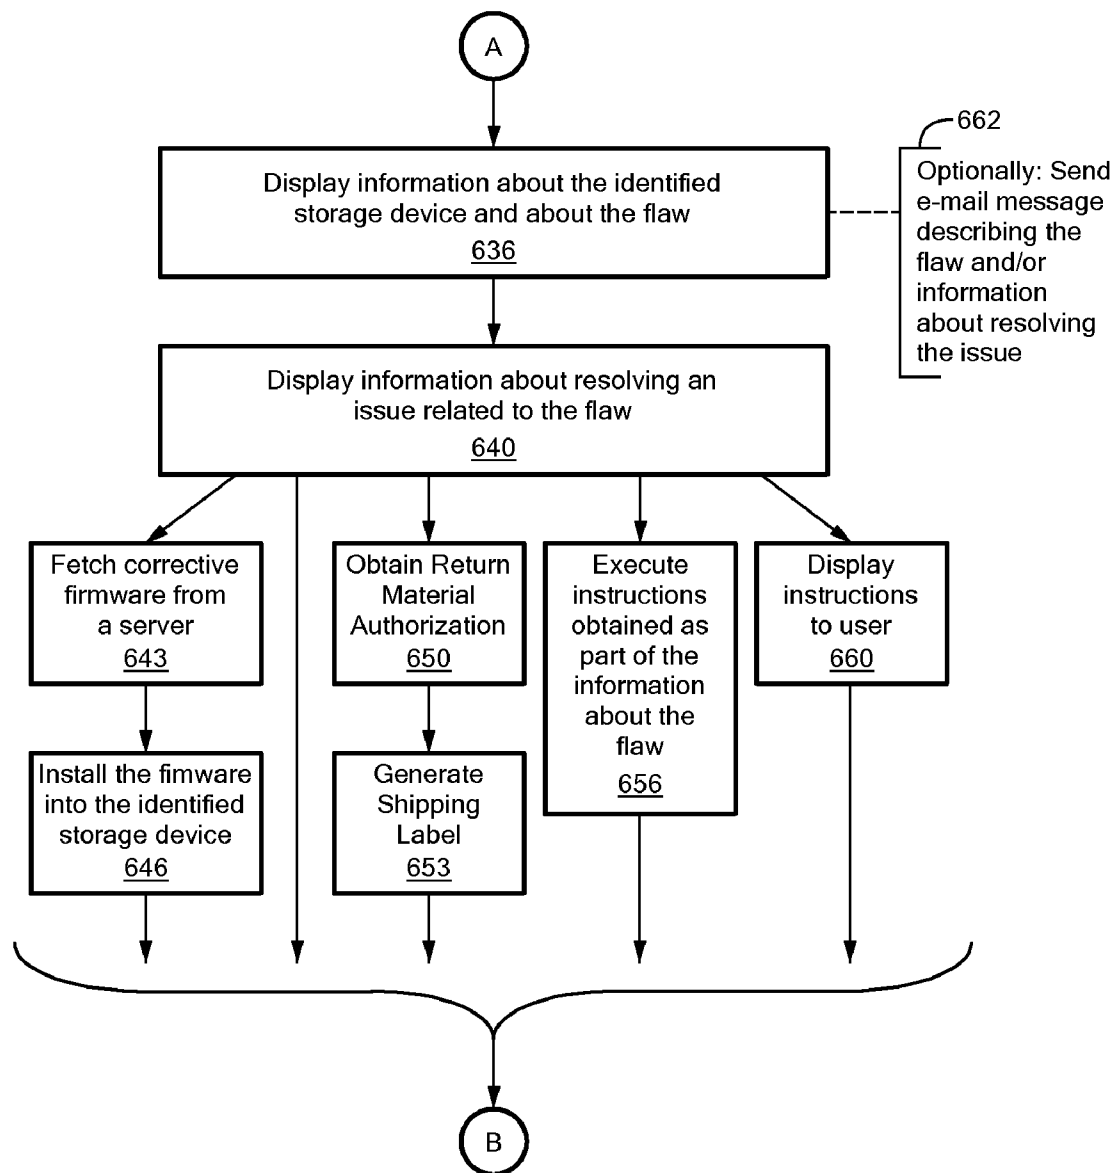 A
662
Display information about the identified
storage device and about the flaw
636
Optionally: Send
e-mail message
describing the
flaw and/or
information
about resolving
the issue
Display information about resolving an
issue related to the flaw
640
Fetch corrective
firmware from
a server
643
Obtain Return
Material
Authorization
650
Execute
instructions
obtained as
part of the
information
about the
flaw
656
Display
instructions
to user
660
Install the fimware
into the identified
storage device
646
Generate
Shipping
Label
653
B